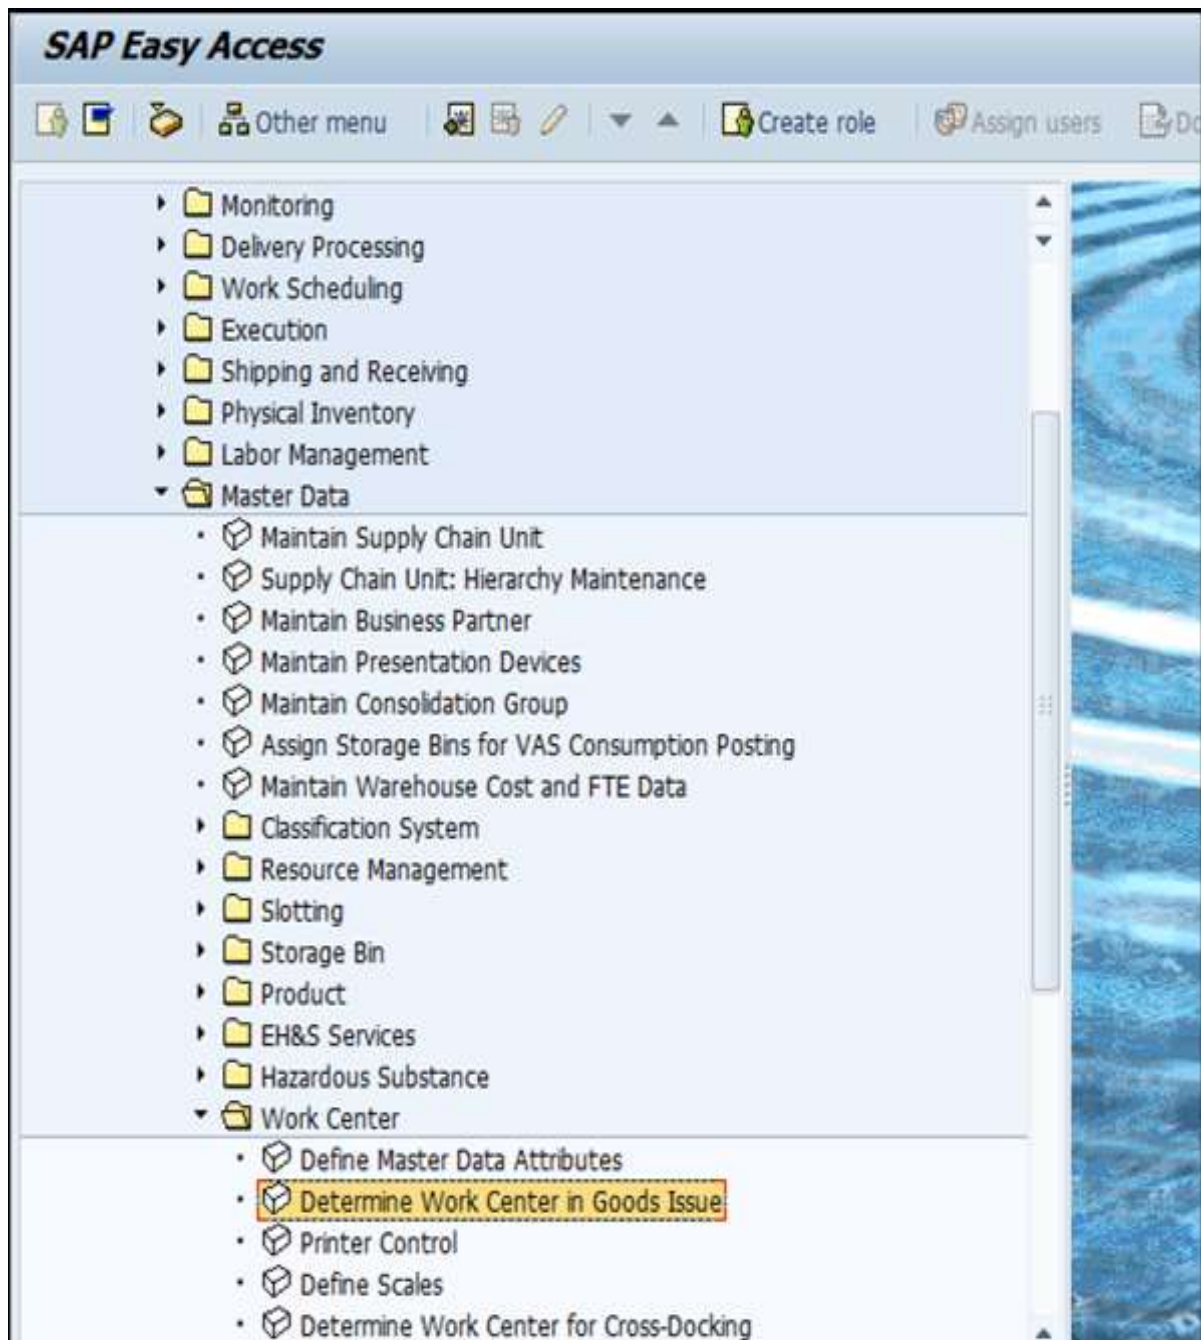 SAP Easy Access
Other menu Create role Assign users Do
Monitoring
Delivery Processing
Work Scheduling
Execution
Shipping and Receiving
Physical Inventory
Labor Management
Master Data
Maintain Supply Chain Unit
Supply Chain Unit: Hierarchy Maintenance
Maintain Business Partner
Maintain Presentation Devices
Maintain Consolidation Group
Assign Storage Bins for VAS Consumption Posting
Maintain Warehouse Cost and FTE Data
Classification System
Resource Management
Slotting
Storage Bin
Product
EH&S Services
Hazardous Substance
Work Center
Define Master Data Attributes
Determine Work Center in Goods Issue
Printer Control
Define Scales
Determine Work Center for Cross-Docking